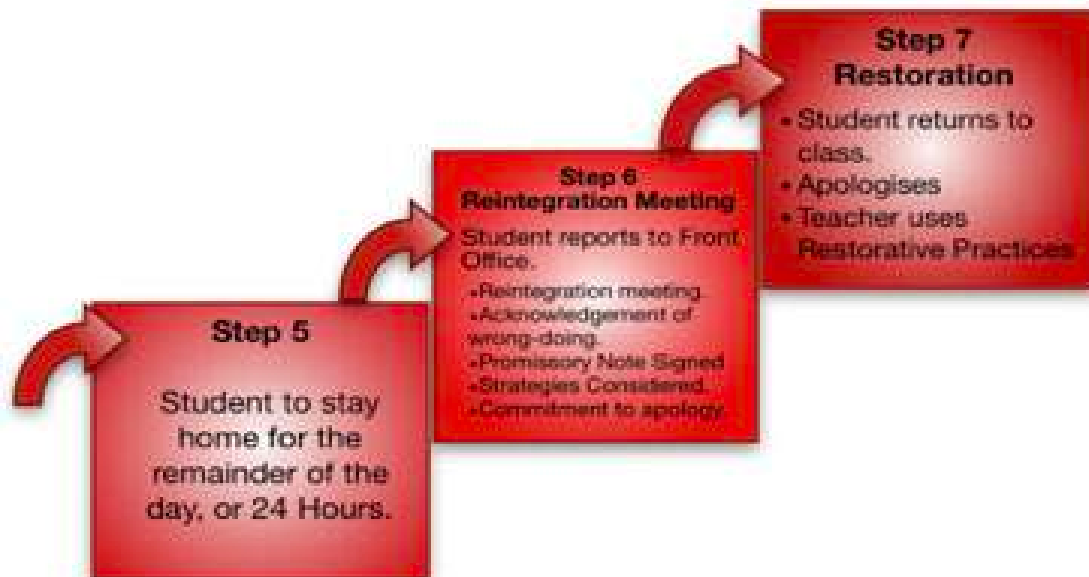 Step 5
Student to stay
home for the
remainder of the
day, or 24 Hours.
Step 6
Reintegration Meeting
Student reports to Front
Office.
•Reintegration meeting.
•Acknowledgement of
wrong-doing.
•Promissory Note Signed
•Strategies Considered.
•Commitment to apology
Step 7
Restoration
• Student returns to
class.
• Apologises
• Teacher uses
Restorative Practices